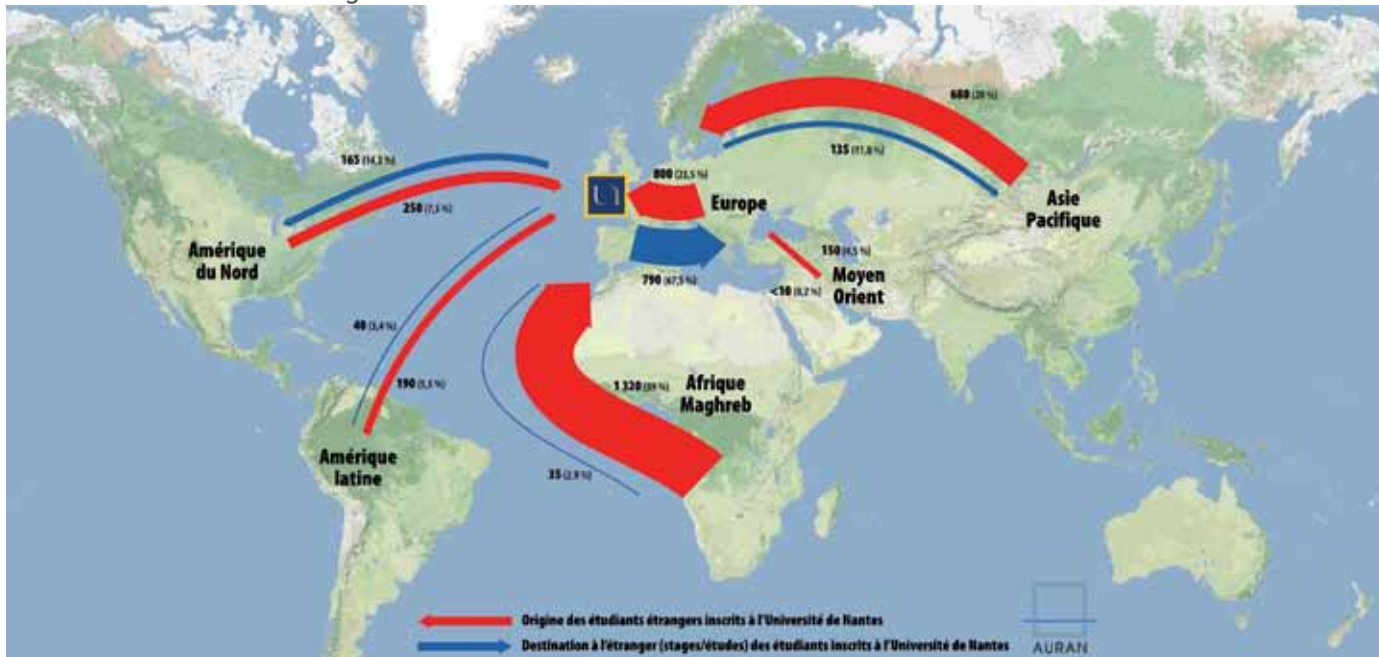 680 (20 %)
165 (14,2 %)
135 (11,8 %)
800 (23,5 %)
250 (7,5 %)
Europe
Asie
Pacifique
Amérique
du Nord
150 (4,5 %)
790 (67,5 %)
Moyen
Orient
<10 (0,2 %)
40 (3,4 %)
190 (5,5 %)
1 320 (39 %)
Afrique
Maghreb
Amérique
latine
35 (2,9 %)
Origine des étudiants étrangers inscrits à l'Université de Nantes
Destination à l'étranger (stages/études) des étudiants inscrits à l'Université de Nantes
AURAN